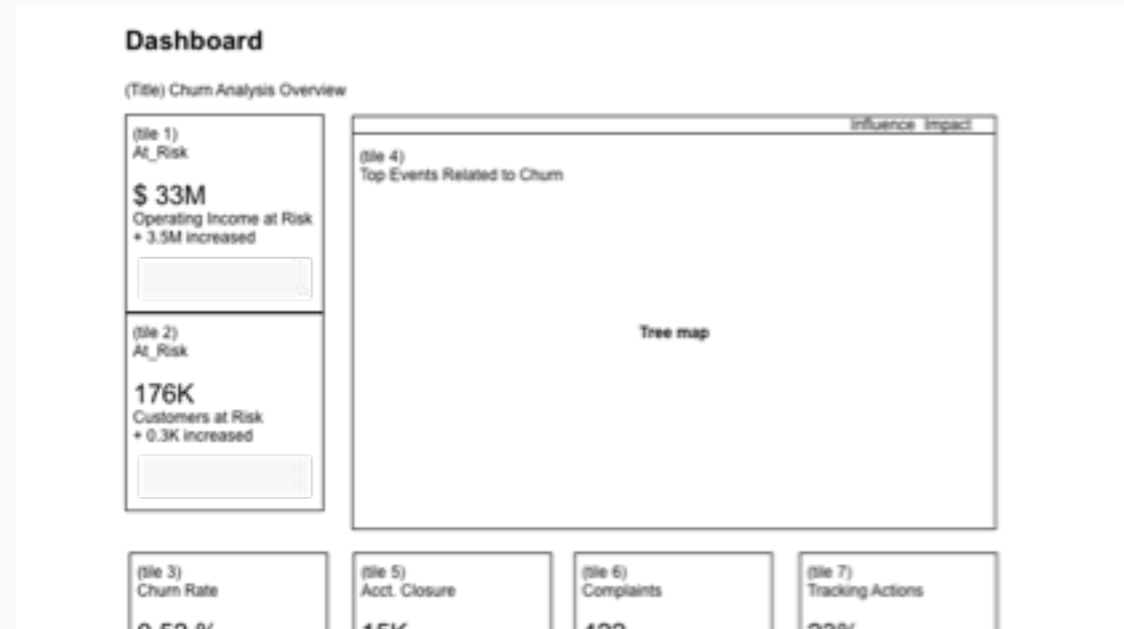 Dashboard
(Title) Churn Analysis Overview
(tile 1)
At_Risk
$ 33M
Operating Income at Risk
+ 3.5M increased
(tile 2)
At_Risk
176K
Customers at Risk
+ 0.3K increased
Influence Impact
(tile 4)
Top Events Related to Churn
Tree map
(tile 3)
Churn Rate
(tile 5)
Acct. Closure
15K
(tile 6)
Complaints
(tile 7)
Tracking Actions